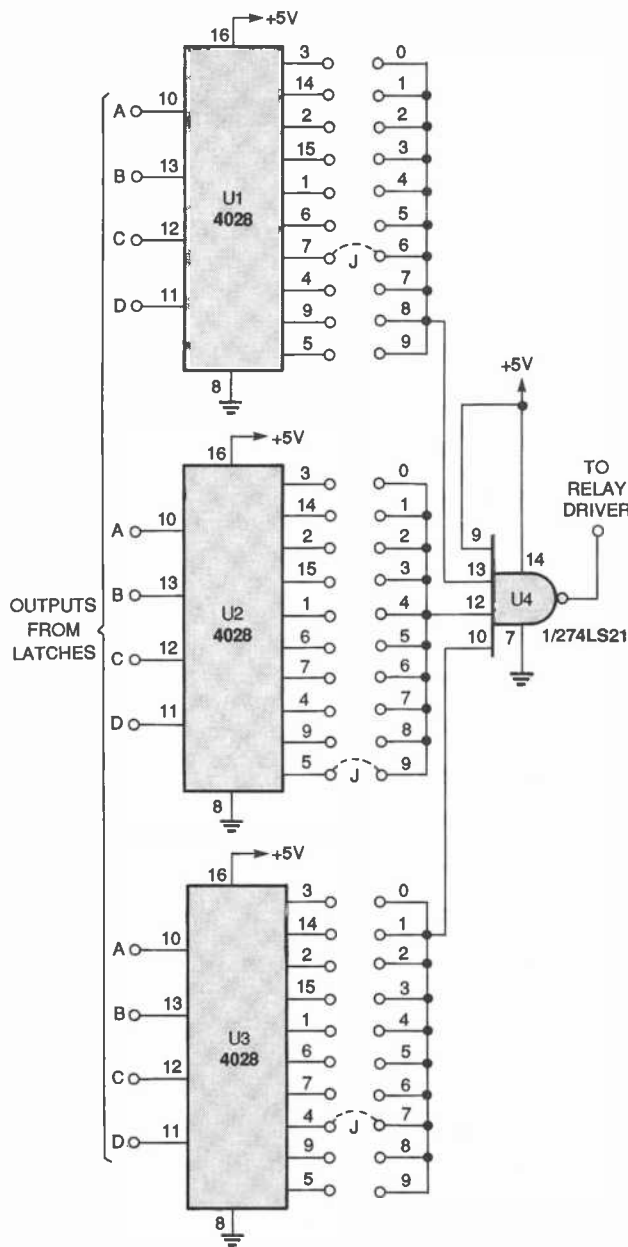 +5V
16
3 0
14 1
A 10
2 2
15 3
B 13
1 4
U1
4028
6 5
C 12
7 J 6
4 7
D 11
9 8
5 9
8
+5V
16
+5V
3 0
14 1
A 10
2 2
9
TO
RELAY
DRIVER
14
15 3
13
B 13
U2
4028
1 4
12
U4
OUTPUTS
FROM
LATCHES
6 5
10
7
1/274LS21
C 12
7 6
4 7
D 11
9 8
5 J 9
8
+5V
16
3 0
14 1
A 10
2 2
15 3
B 13
U3
4028
1 4
6 5
C 12
7 6
4 J 7
D 11
9 8
5 9
8